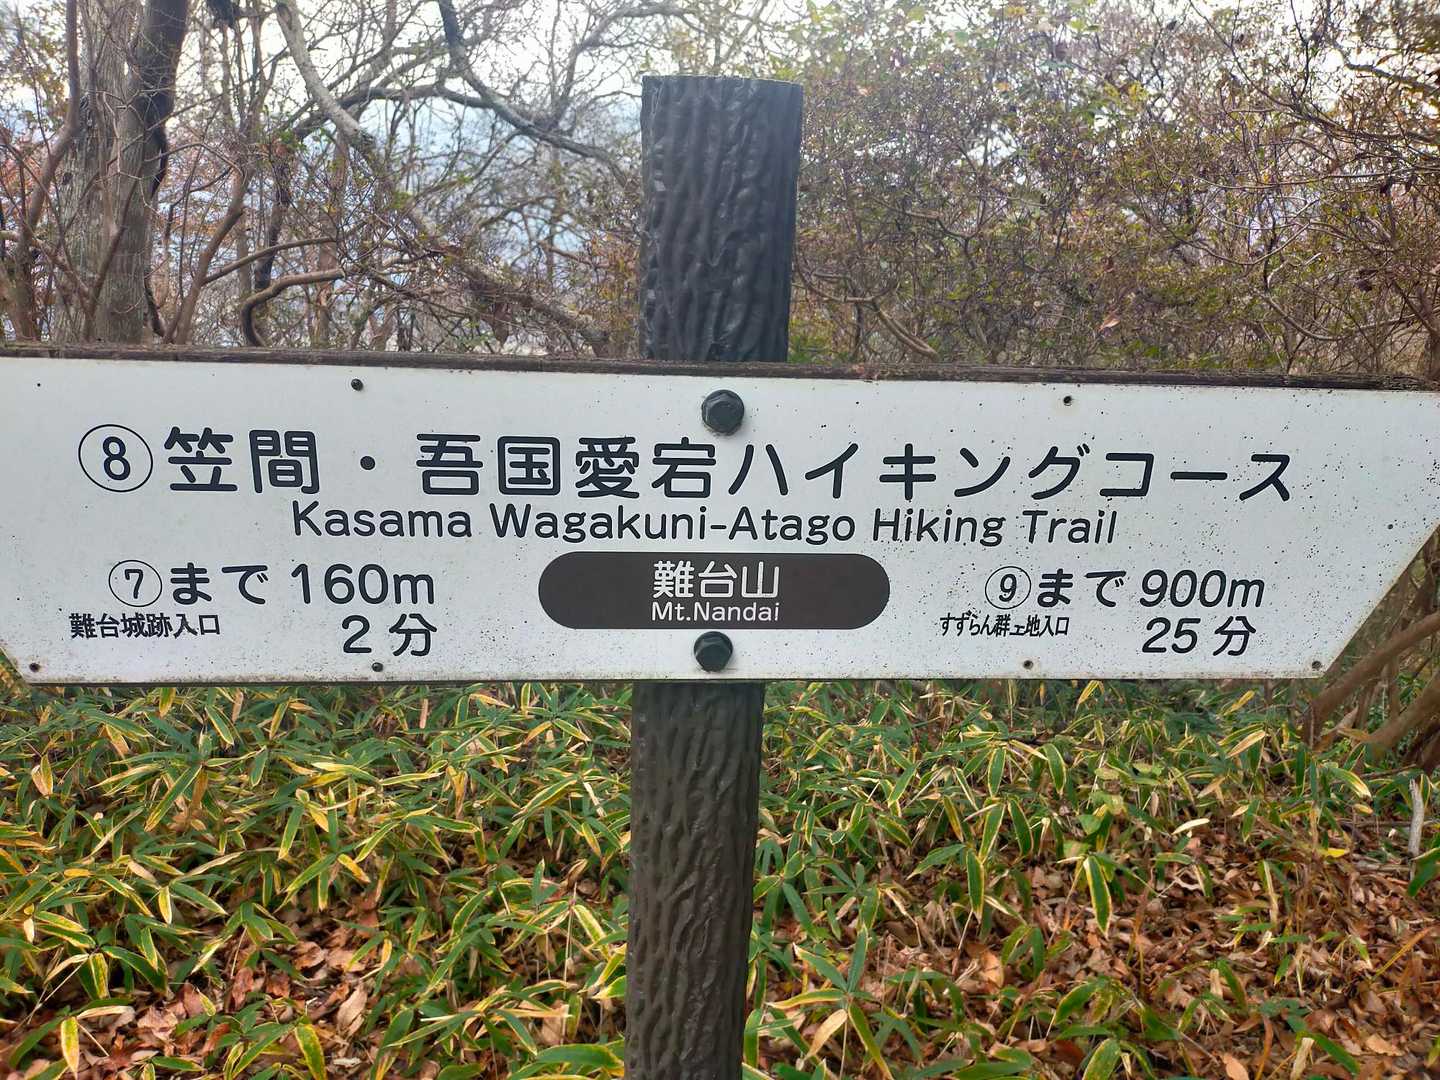 ⑧笠間・吾国愛宕ハイキングコース
Kasama Wagakuni-Atago Hiking Trail
⑦まで 160m
難台城跡入口 2分
難台山
Mt.Nandai
⑨まで 900m
すずらん群生地入口 25分